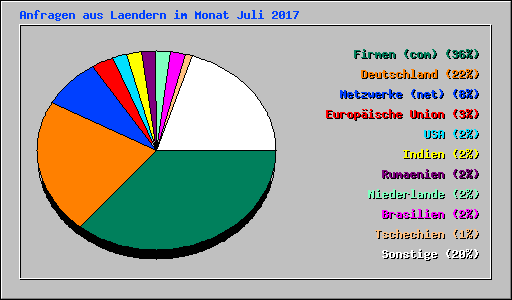 Anfragen aus Laendern im Monat Juli 2017
Firmen (com) (36%)
Deutschland (22%)
Netzwerke (net) (8%)
Europäische Union (3%)
USA (2%)
Indien (2%)
Rumaenien (2%)
Niederlande (2%)
Brasilien (2%)
Tschechien (1%)
Sonstige (20%)